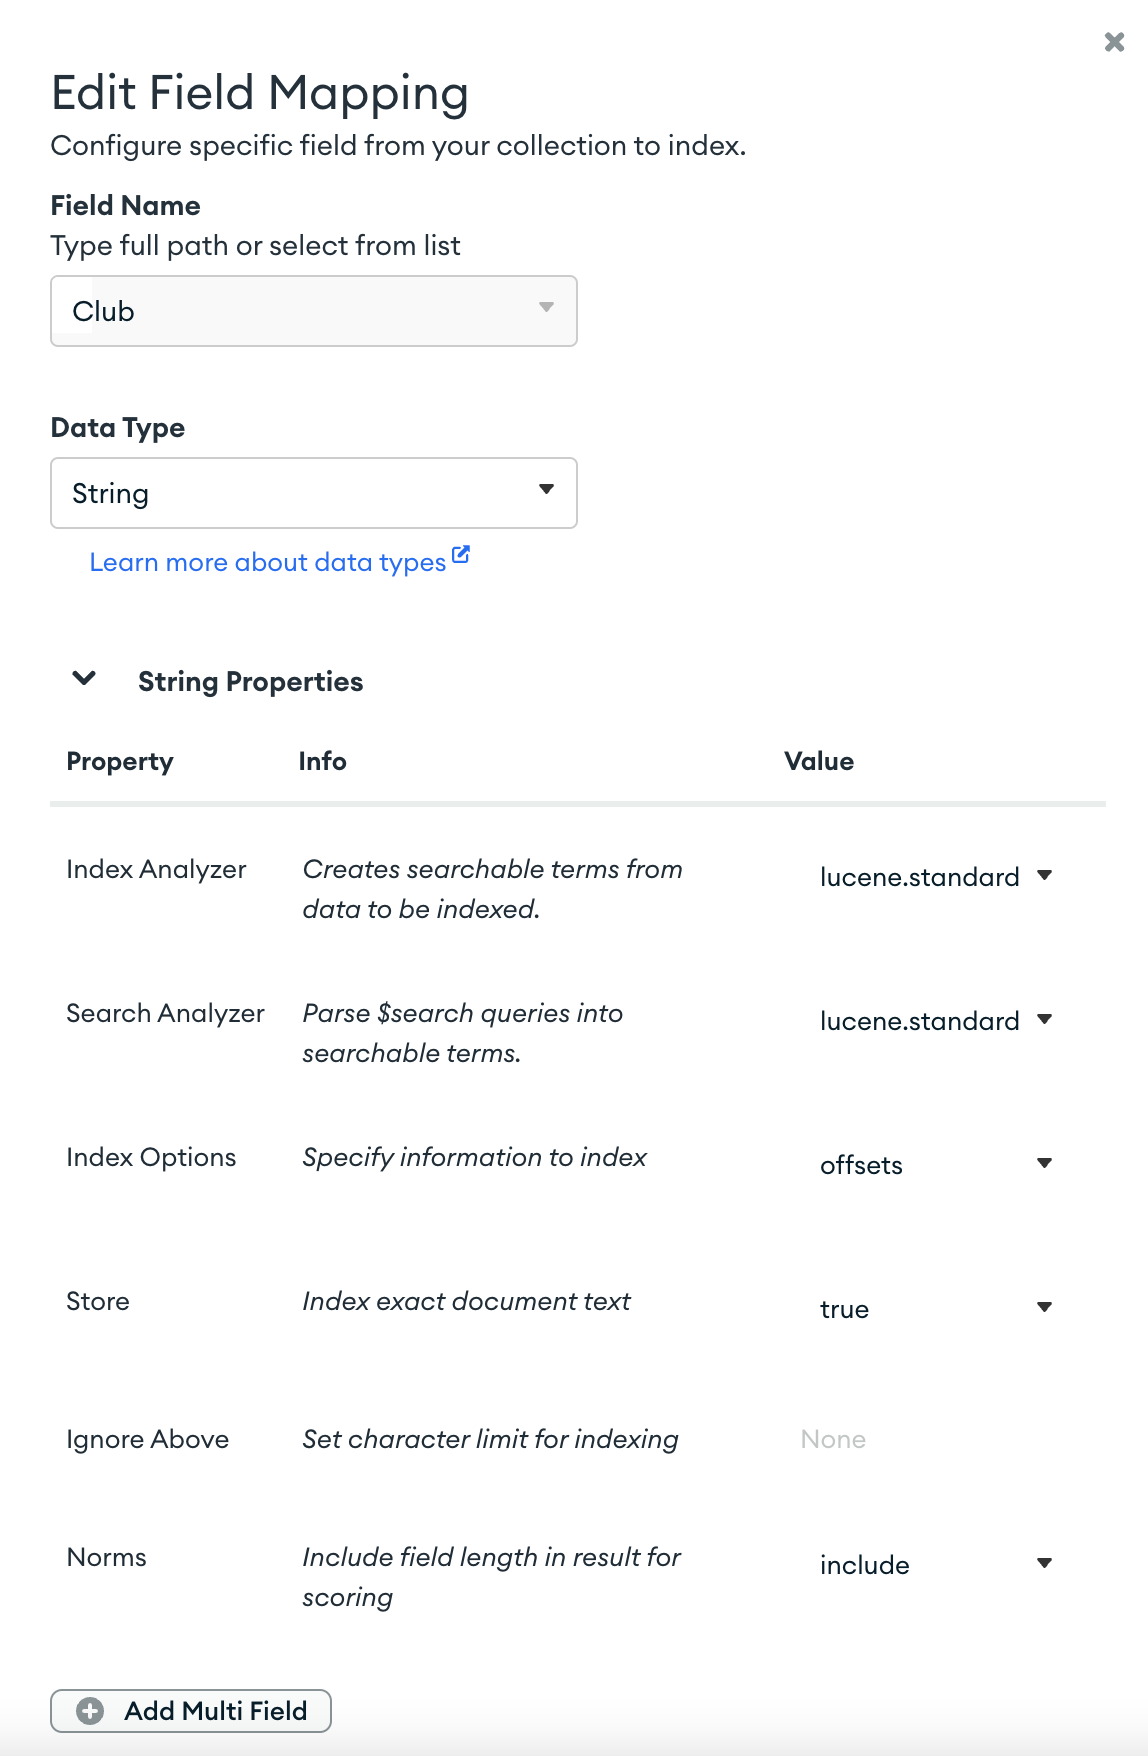 Edit Field Mapping
Configure specific field from your collection to index.
Field Name
Type full path or select from list
Club
Data Type
String
Learn more about data types
String Properties
Property Info Value
Index Analyzer Creates searchable terms from data to be indexed. lucene.standard
Search Analyzer Parse $search queries into searchable terms. lucene.standard
Index Options Specify information to index offsets
Store Index exact document text true
Ignore Above Set character limit for indexing None
Norms Include field length in result for scoring include
Add Multi Field